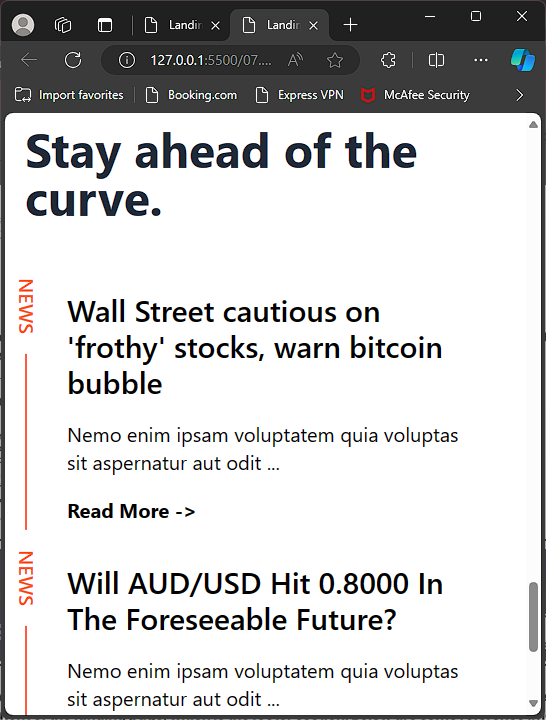 Landin
Landin
127.0.0.1:5500/07....
Import favorites
Booking.com
Express VPN
McAfee Security
Stay ahead of the
curve.
NEWS
Wall Street cautious on
'frothy' stocks, warn bitcoin
bubble
Nemo enim ipsam voluptatem quia voluptas
sit aspernatur aut odit ...
Read More ->
NEWS
Will AUD/USD Hit 0.8000 In
The Foreseeable Future?
Nemo enim ipsam voluptatem quia voluptas
sit aspernatur aut odit ...